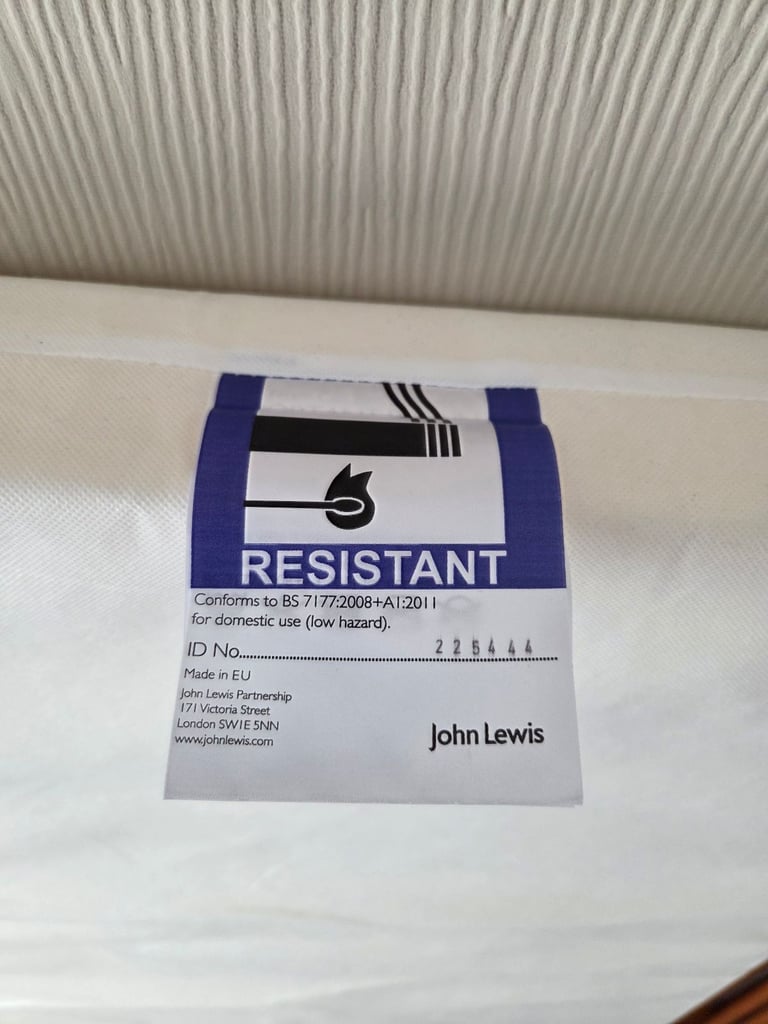 RESISTANT
Conforms to BS 7177:2008+A1:2011
for domestic use (low hazard).
ID No. 225444
Made in EU
John Lewis Partnership
171 Victoria Street
London SW1E 5NN
www.johnlewis.com
John Lewis